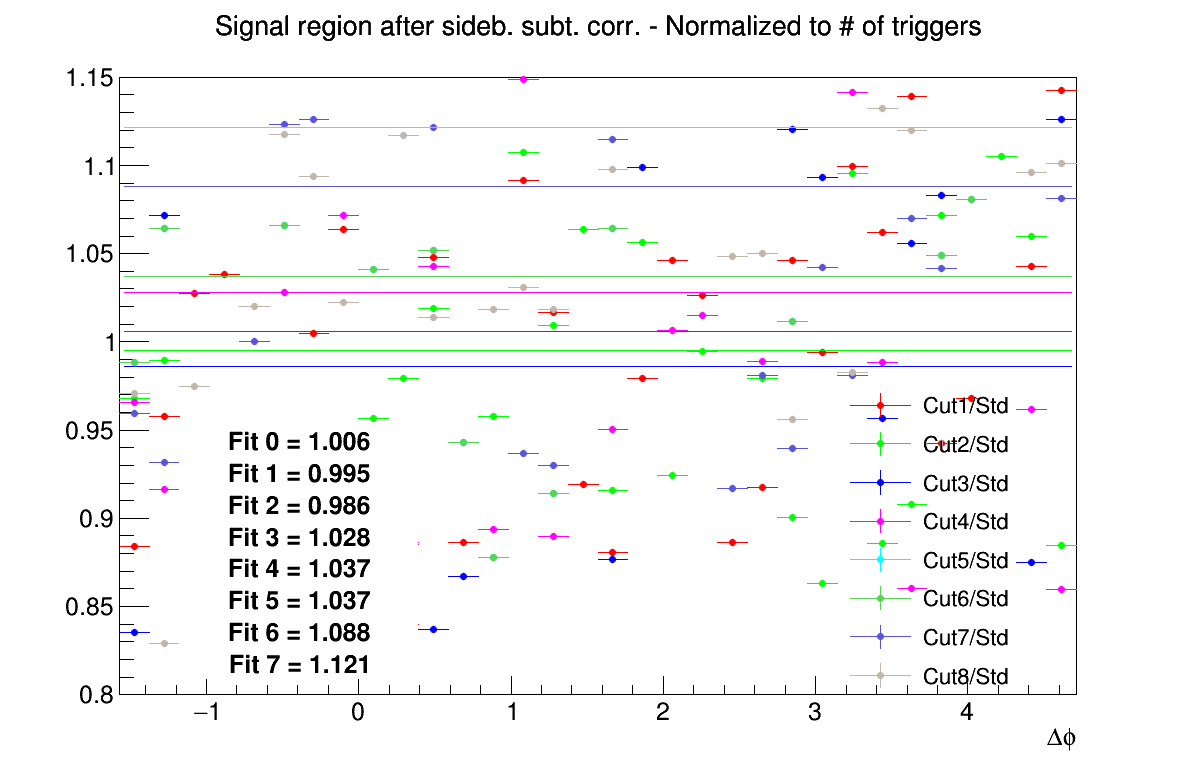 Signal region after sideb. subt. corr. - Normalized to # of triggers
1.15
1.1
1.05
1
0.95
0.9
0.85
0.8
Fit 0 = 1.006
Fit 1 = 0.995
Fit 2 = 0.986
Fit 3 = 1.028
Fit 4 = 1.037
Fit 5 = 1.037
Fit 6 = 1.088
Fit 7 = 1.121
Cut1/Std
Cut2/Std
Cut3/Std
Cut4/Std
Cut5/Std
Cut6/Std
Cut7/Std
Cut8/Std
−1 0 1 2 3 4
Δϕ